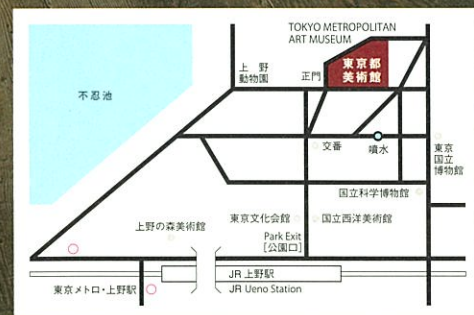 TOKYO METROPOLITAN
ART MUSEUM
東京都
美術館
上野
動物園
正門
不忍池
交番
噴水
東京
国立
博物館
国立科学博物館
上野の森美術館
東京文化会館
国立西洋美術館
Park Exit
[公園口]
JR 上野駅
JR Ueno Station
東京メトロ・上野駅